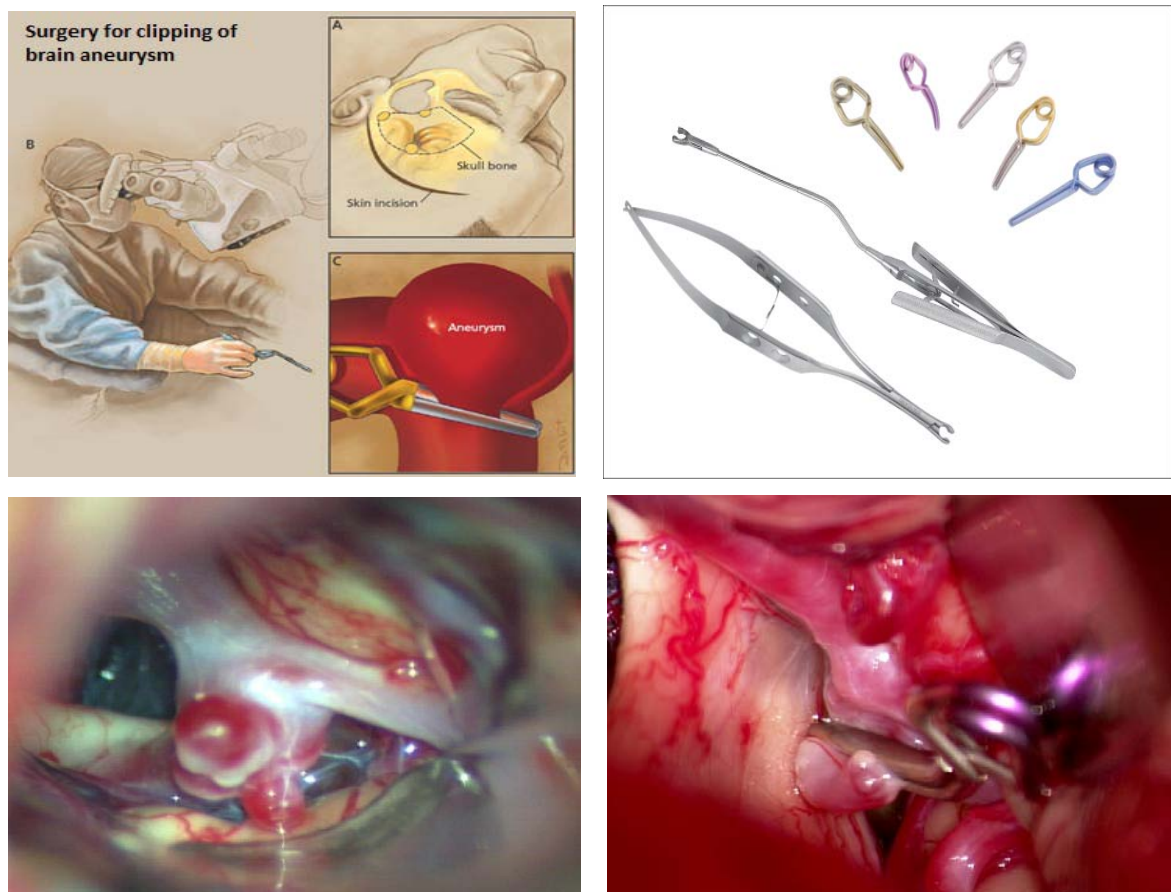 Surgery for clipping of
brain aneurysm
A
B
Skull bone
Skin incision
C
Aneurysm